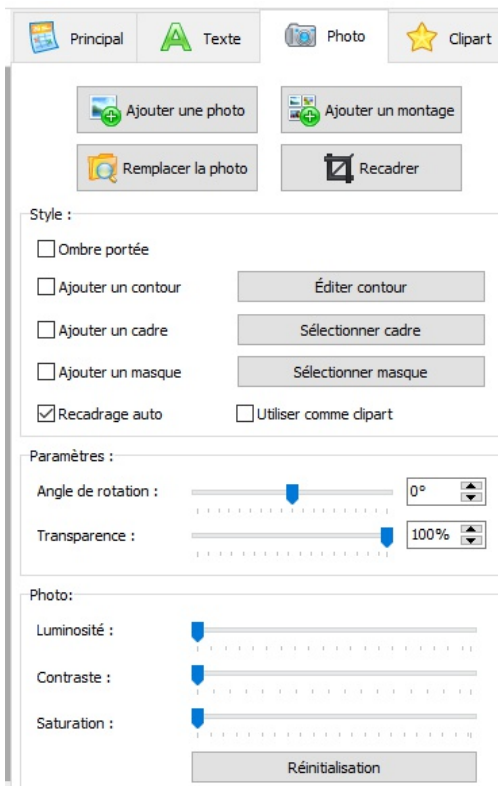 Principal Texte Photo Clipart
Ajouter une photo Ajouter un montage
Remplacer la photo Recadrer
Style :
Ombre portée
Ajouter un contour Éditer contour
Ajouter un cadre Sélectionner cadre
Ajouter un masque Sélectionner masque
Recadrage auto Utiliser comme clipart
Paramètres :
Angle de rotation : 0°
Transparence : 100%
Photo:
Luminosité :
Contraste :
Saturation :
Réinitialisation